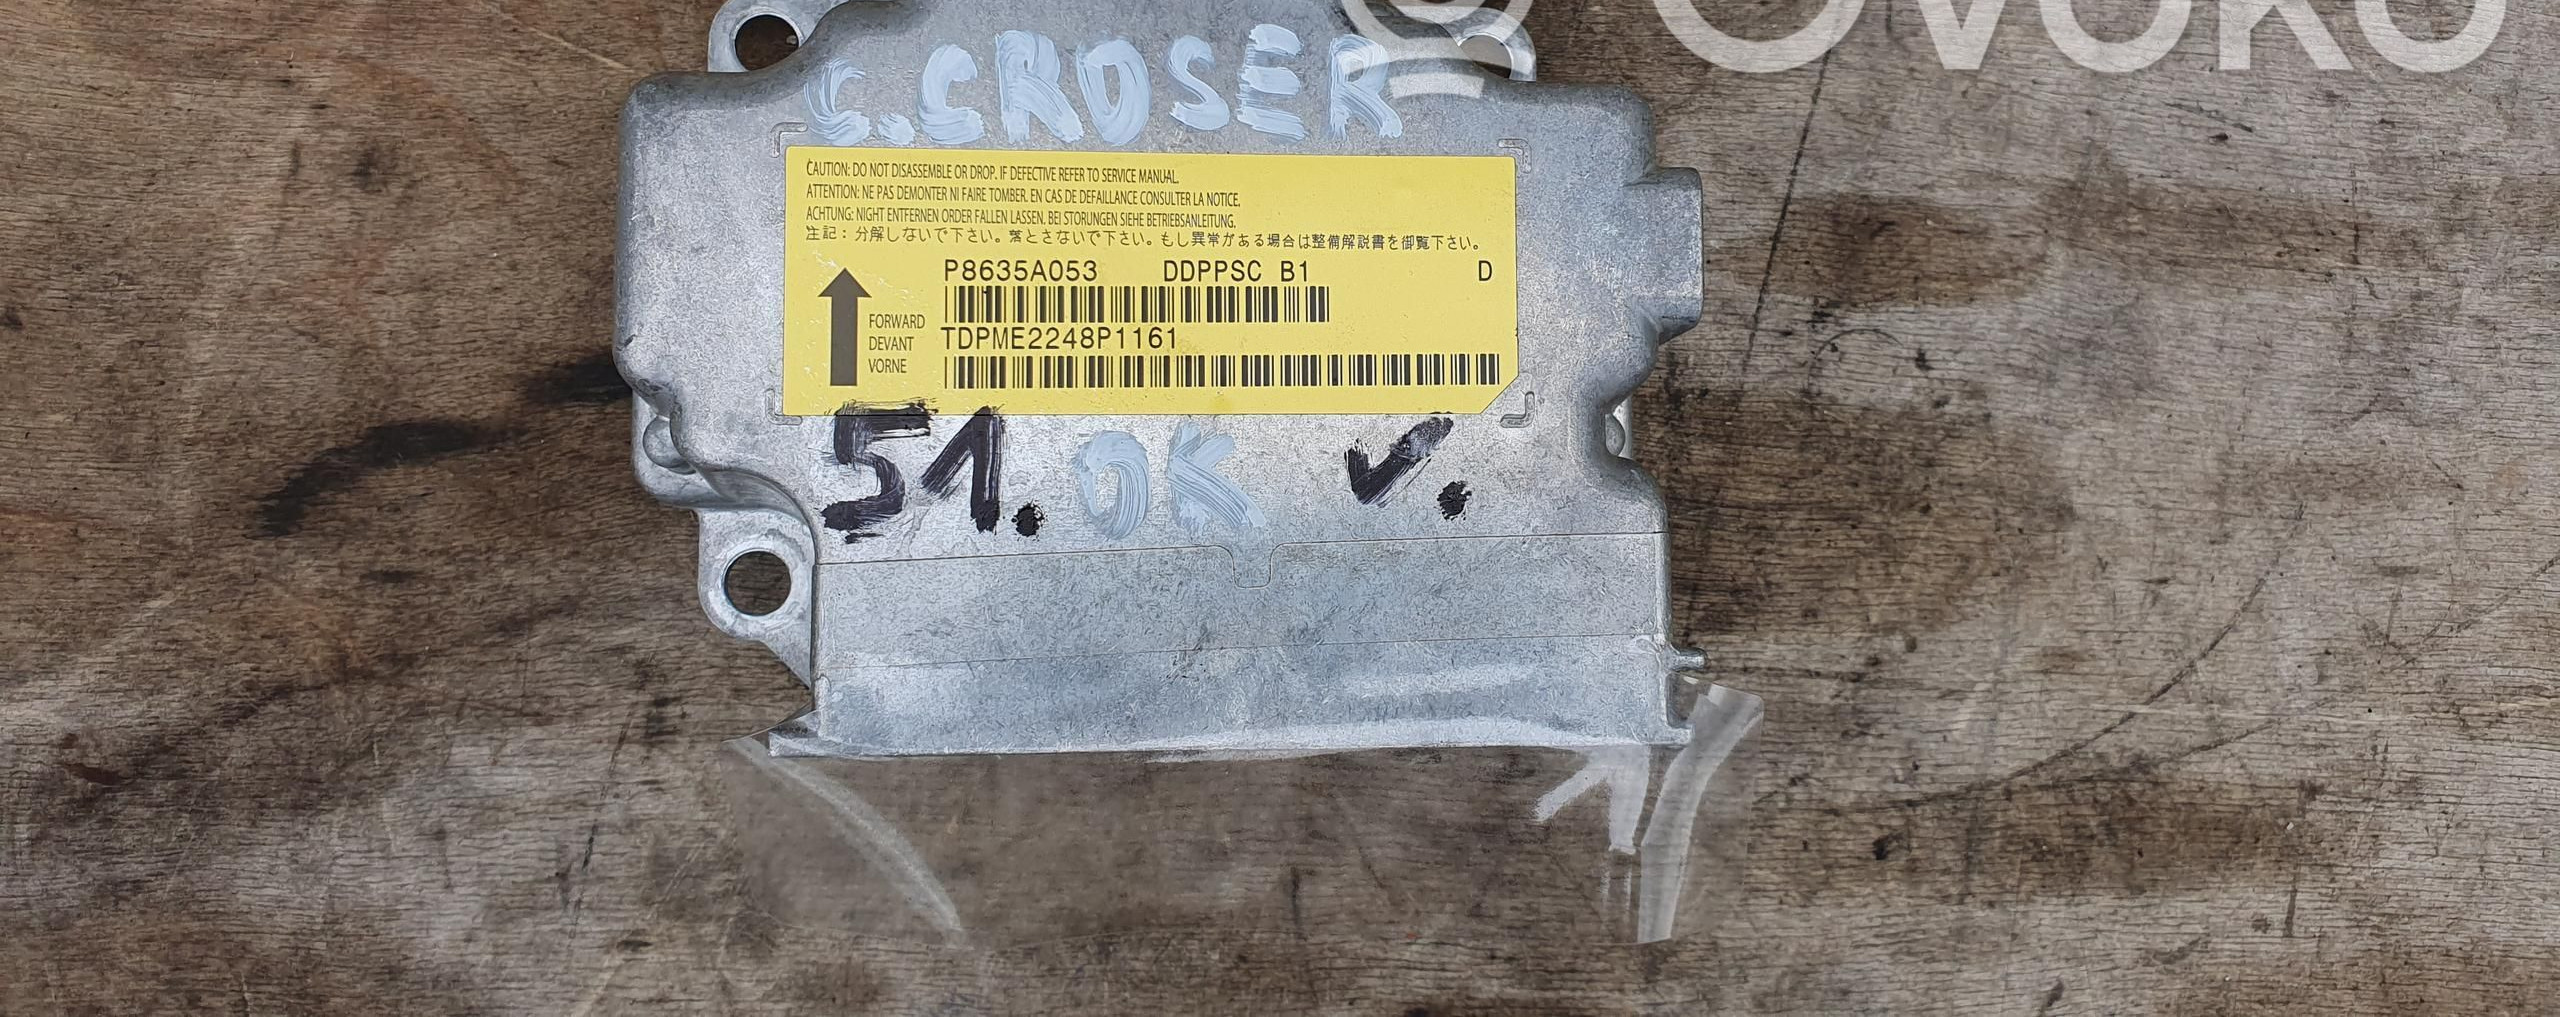 OVOKO
C.CROSER
CAUTION: DO NOT DISASSEMBLE OR DROP. IF DEFECTIVE REFER TO SERVICE MANUAL.
ATTENTION: NE PAS DEMONTER NI FAIRE TOMBER. EN CAS DE DEFAILLANCE CONSULTER LA NOTICE.
ACHTUNG: NIGHT ENTFERNEN ORDER FALLEN LASSEN. BEI STORUNGEN SIEHE BETRIEBSANLEITUNG.
注記：分解しないで下さい。落とさないで下さい。もし異常がある場合は整備解説書を御覧下さい。
P8635A053 DDPPSC B1 D
FORWARD
DEVANT
VORNE
TDPME2248P1161
51. OK ✓.